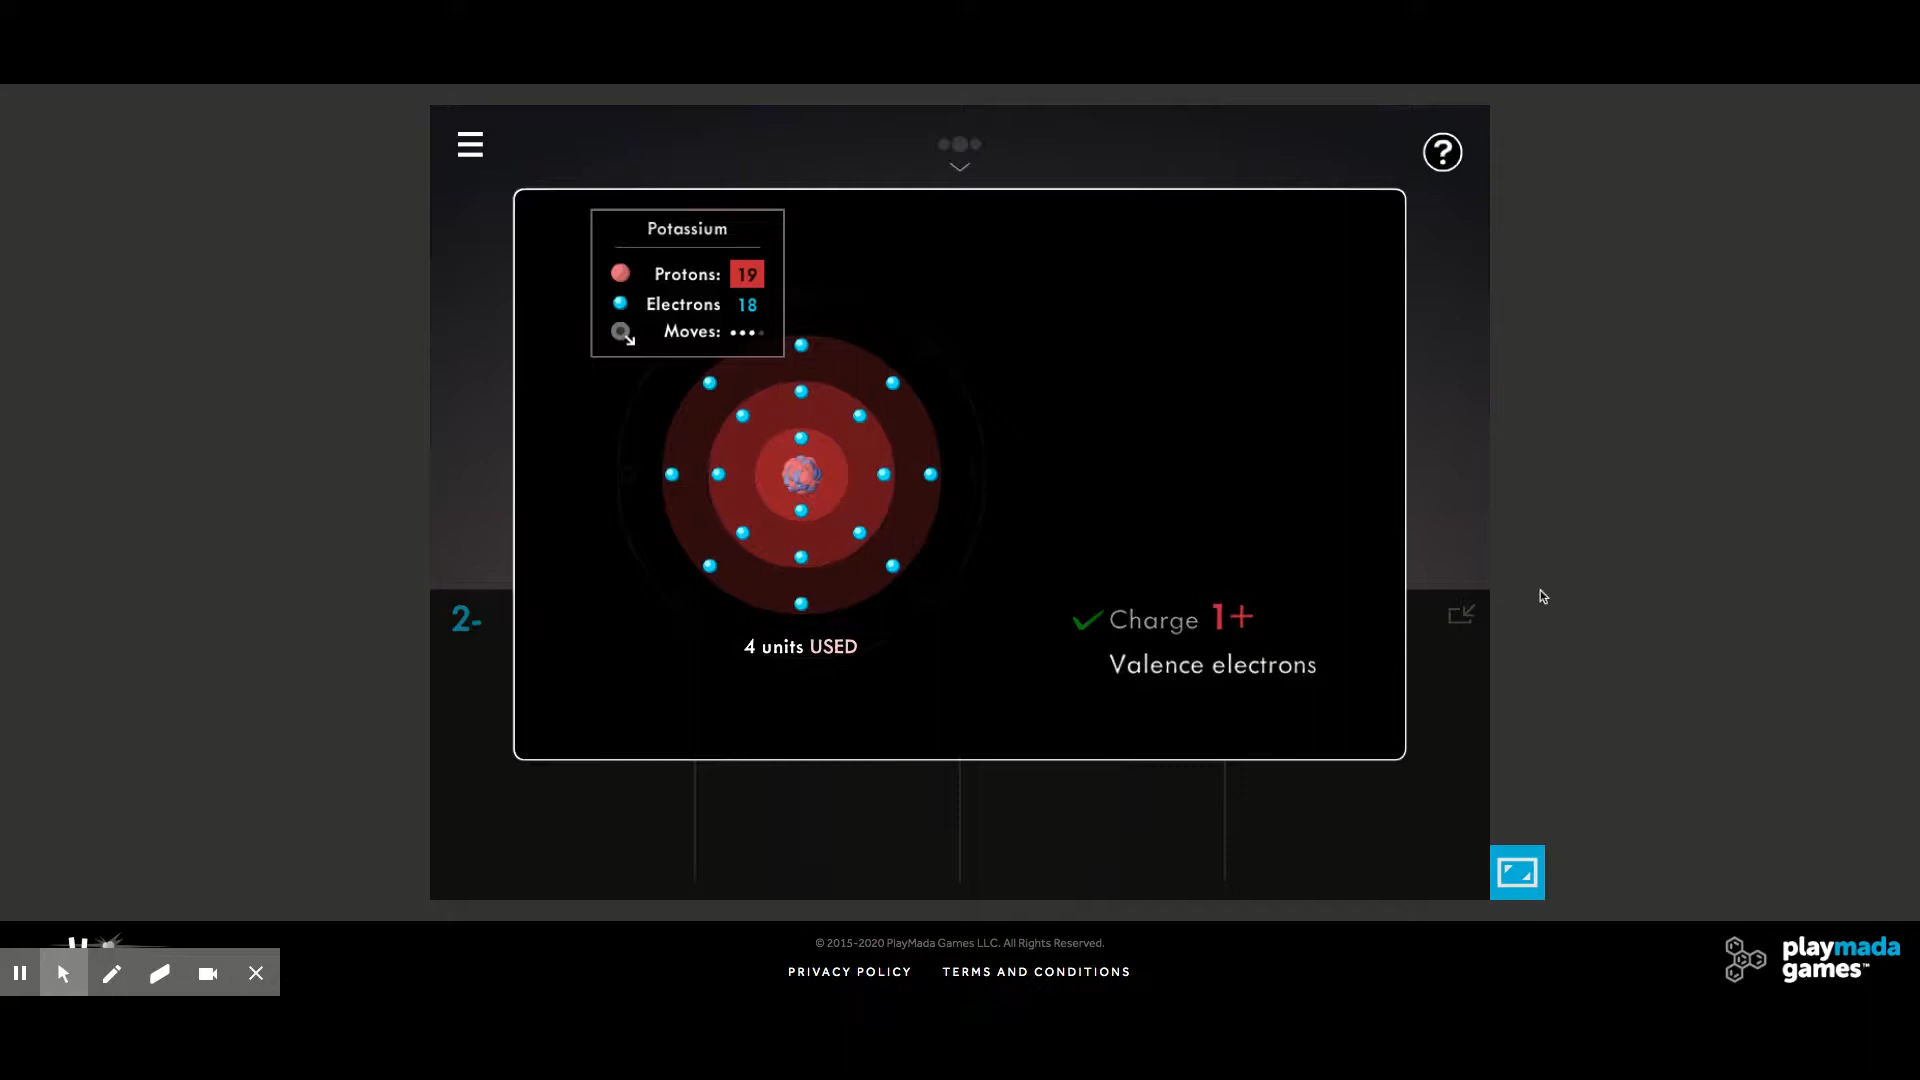 ?
Potassium
Protons: 19
Electrons 18
Moves:
2-
4 units USED
Charge 1+
Valence electrons
© 2015-2020 PlayMada Games LLC. All Rights Reserved.
PRIVACY POLICY TERMS AND CONDITIONS
playmada
games™